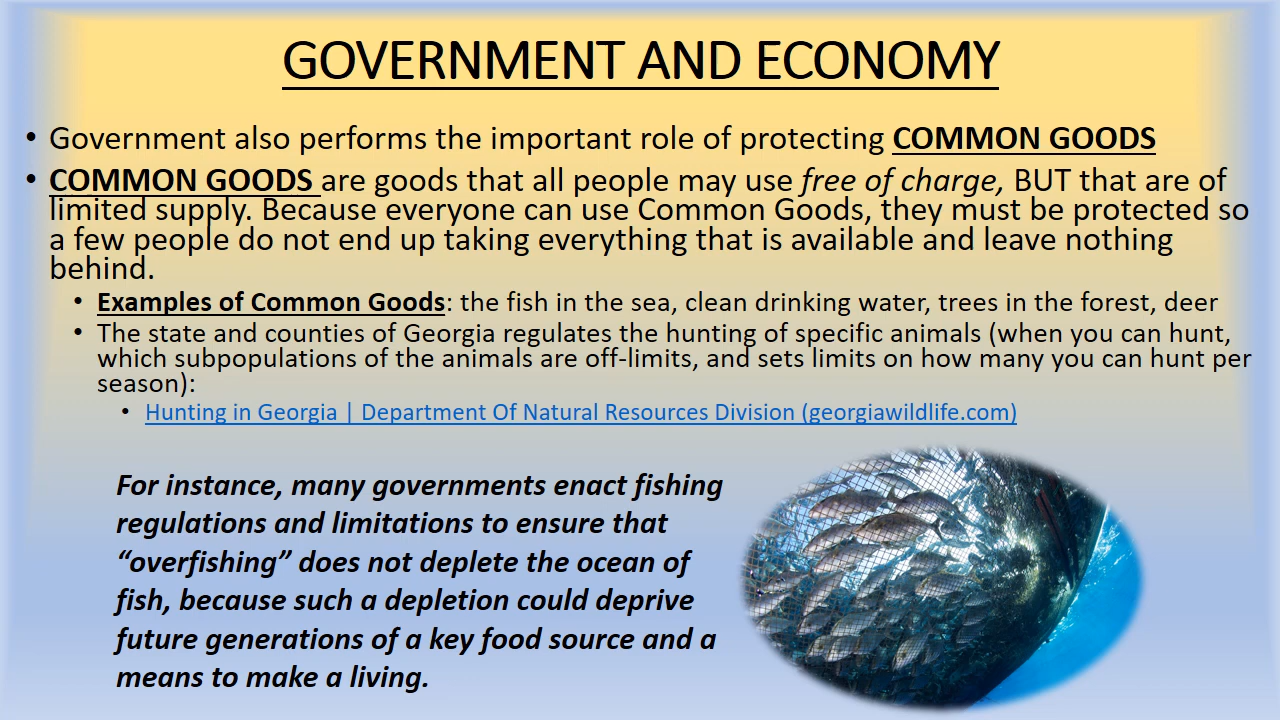 GOVERNMENT AND ECONOMY
• Government also performs the important role of protecting COMMON GOODS
• COMMON GOODS are goods that all people may use free of charge, BUT that are of
limited supply. Because everyone can use Common Goods, they must be protected so
a few people do not end up taking everything that is available and leave nothing
behind.
• Examples of Common Goods: the fish in the sea, clean drinking water, trees in the forest, deer
• The state and counties of Georgia regulates the hunting of specific animals (when you can hunt,
which subpopulations of the animals are off-limits, and sets limits on how many you can hunt per
season):
• Hunting in Georgia | Department Of Natural Resources Division (georgiawildlife.com)
For instance, many governments enact fishing
regulations and limitations to ensure that
“overfishing” does not deplete the ocean of
fish, because such a depletion could deprive
future generations of a key food source and a
means to make a living.